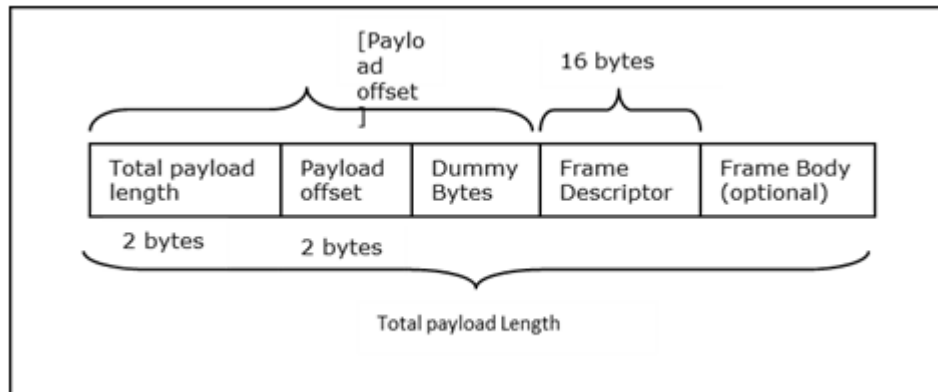 [Paylo
ad
offset
]
16 bytes
Total payload
length
Payload
offset
Dummy
Bytes
Frame
Descriptor
Frame Body
(optional)
2 bytes
2 bytes
Total payload Length